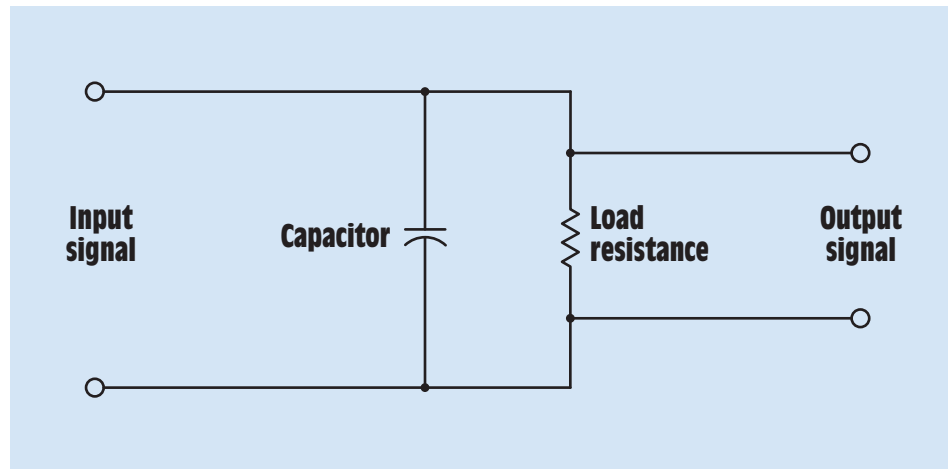 Input
signal
Capacitor
Load
resistance
Output
signal